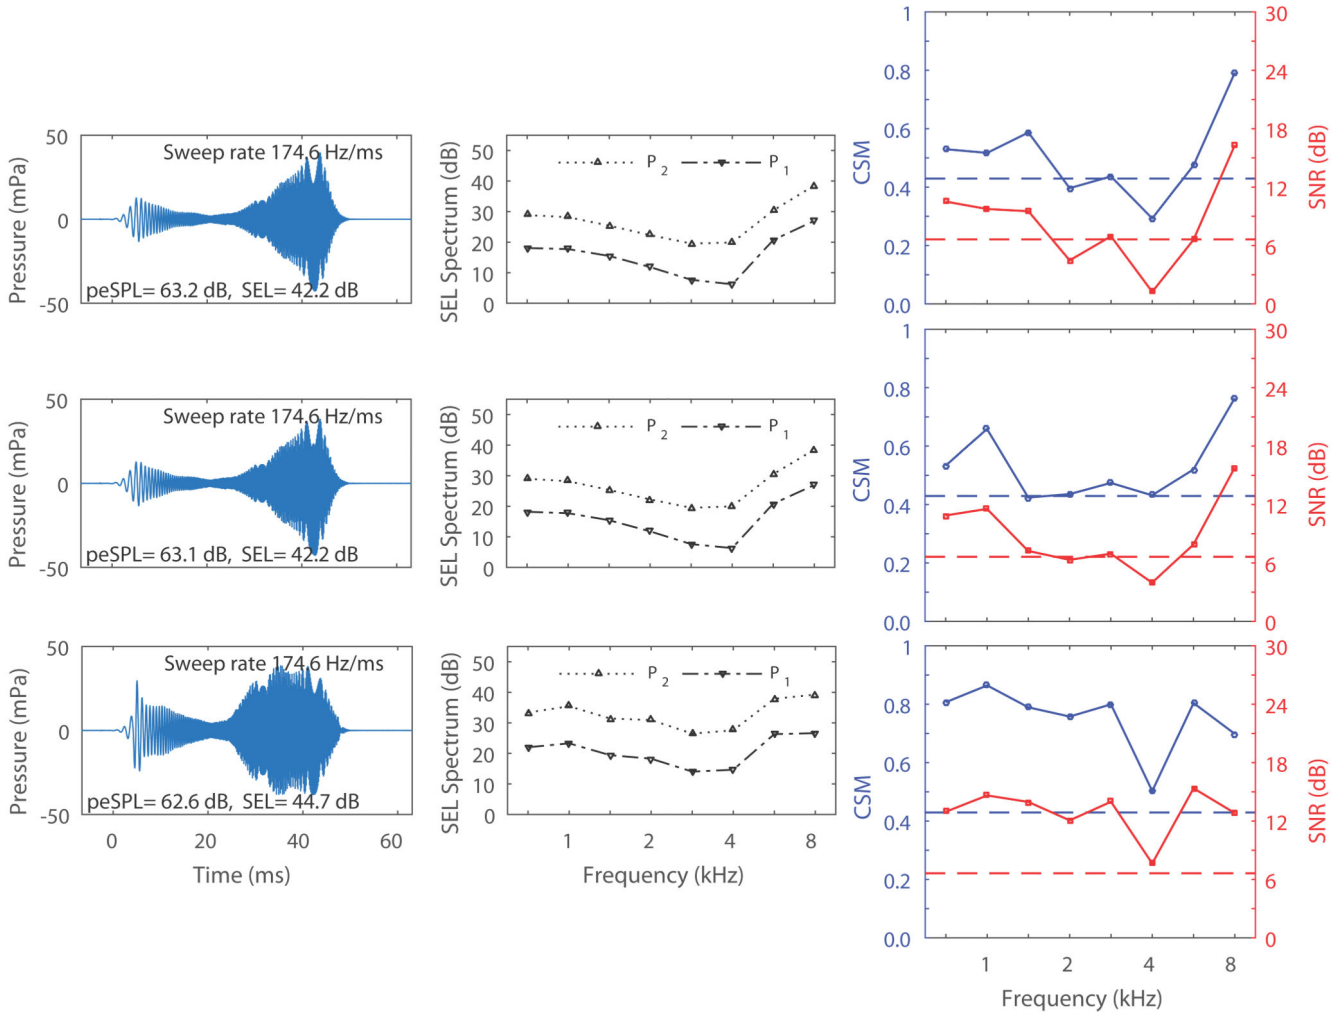 50
0
-50
Pressure (mPa)
Sweep rate 174.6 Hz/ms
peSPL= 63.2 dB, SEL= 42.2 dB
50
40
30
20
10
0
SEL Spectrum (dB)
P2 P1
1
0.8
0.6
0.4
0.2
0.0
CSM
30
24
18
12
6
0
SNR (dB)
50
0
-50
Pressure (mPa)
Sweep rate 174.6 Hz/ms
peSPL= 63.1 dB, SEL= 42.2 dB
50
40
30
20
10
0
SEL Spectrum (dB)
P2 P1
1
0.8
0.6
0.4
0.2
0.0
CSM
30
24
18
12
6
0
SNR (dB)
50
0
-50
Pressure (mPa)
Sweep rate 174.6 Hz/ms
peSPL= 62.6 dB, SEL= 44.7 dB
0 20 40 60
Time (ms)
50
40
30
20
10
0
SEL Spectrum (dB)
P2 P1
1 2 4 8
Frequency (kHz)
1
0.8
0.6
0.4
0.2
0.0
CSM
30
24
18
12
6
0
SNR (dB)
1 2 4 8
Frequency (kHz)